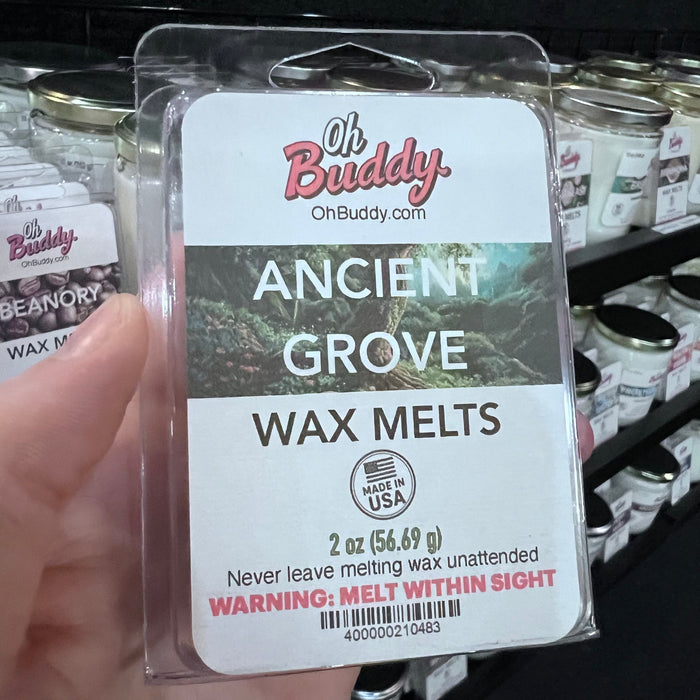 Oh
Buddy.
OhBuddy.com
ANCIENT
GROVE
WAX MELTS
MADE IN
USA
2 oz (56.69 g)
Never leave melting wax unattended
WARNING: MELT WITHIN SIGHT
400000210483
Oh
Buddy.
OhBuddy.com
BEANORY
WAX M